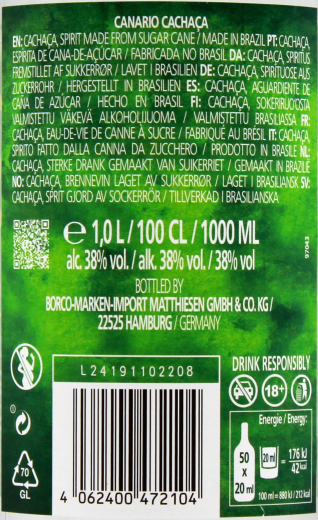 CANARIO CACHAÇA
EN: CACHAÇA, SPIRIT MADE FROM SUGAR CANE / MADE IN BRAZIL PT: CACHAÇA,
ESPIRITA DE CANA-DE-AÇÚCAR / FABRICADA NO BRASIL DA: CACHAÇA, SPIRITUS
FREMSTILLET AF SUKKERRØR / LAVET I BRASILIEN DE: CACHAÇA, SPIRITUOSE AUS
ZUCKERROHR / HERGESTELLT IN BRASILIEN ES: CACHAÇA, AGUARDIENTE DE
CAÑA DE AZÚCAR / HECHO EN BRASIL FI: CACHAÇA, SOKERIRUOOSTA
VALMISTETTU VÄKEVÄ ALKOHOLIJUOMA / VALMISTETTU BRASILIASSA FR:
CACHAÇA, EAU-DE-VIE DE CANNE À SUCRE / FABRIQUÉ AU BRÉSIL IT: CACHAÇA,
SPIRITO FATTO DALLA CANNA DA ZUCCHERO / PRODOTTO IN BRASILE NL:
CACHAÇA, STERKE DRANK GEMAAKT VAN SUIKERRIET / GEMAAKT IN BRAZILIË
NO: CACHAÇA, BRENNEVIN LAGET AV SUKKERRØR / LAGET I BRASILIANSK SV:
CACHAÇA, SPRIT GJORD AV SOCKERRÖR / TILLVERKAD I BRASILIANSKA
e 1,0 L / 100 CL / 1000 ML
alc. 38% vol. / alk. 38% vol. / 38% vol
97043
BOTTLED BY
BORCO-MARKEN-IMPORT MATTHIESEN GMBH & CO. KG /
22525 HAMBURG / GERMANY
L24191102208
4 062400 472104
70
GL
DRINK RESPONSIBLY
18+
Energie / Energy:
50
x
20 ml
20 ml
= 176 kJ
42 kcal
100 ml = 880 kJ / 212 kcal